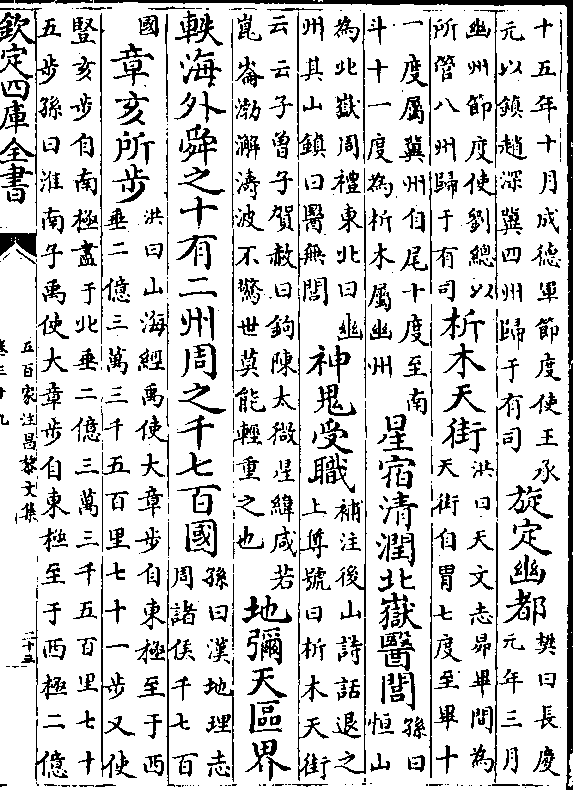 十五年十月成德軍節度使王承
元以鎮趙深冀四州歸于有司
旋定幽都
樊曰長慶
元年三月
幽州節度使劉總以
所管八州歸于有司
析木天街
洪曰天文志昴畢間為
天街自胃七度至畢十
一度屬冀州自尾十度至南
斗十一度為析木屬幽州
星宿清潤北嶽醫閭
孫曰
恒山
為北嶽周禮東北曰幽
州其山鎮曰醫無閭
神鬼受職
補注後山詩話退之
上尊號曰析木天街
云云子曽子賀赦曰鉤陳太微星緯咸若
崑崙渤澥濤波不驚世莫能輕重之也
地彌天區界
軼海外舜之十有二州周之千七百國
孫曰漢地理志
周諸侯千七百
國
章亥所步
洪曰山海經禹使大章步自東極至于西
垂二億三萬三千五百里七十一步又使
豎亥步自南極盡于北垂二億三萬三千五百里七十
五步孫曰淮南子禹使大章步自東極至于西極二億
欽定四庫全書
五百家注昌黎文集
卷三十九
二十五